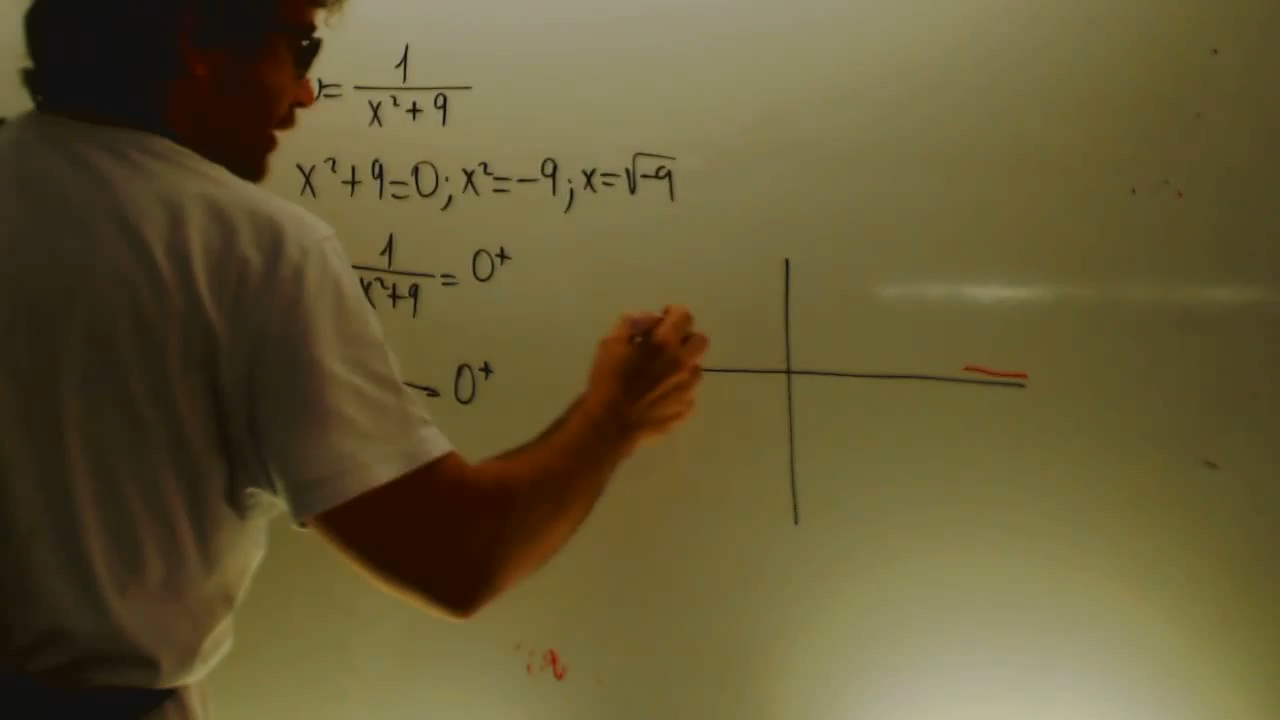 = 1/(x²+9)
x²+9=0; x²=-9; x=√-9
1/(x²+9) = 0⁺
→ 0⁺